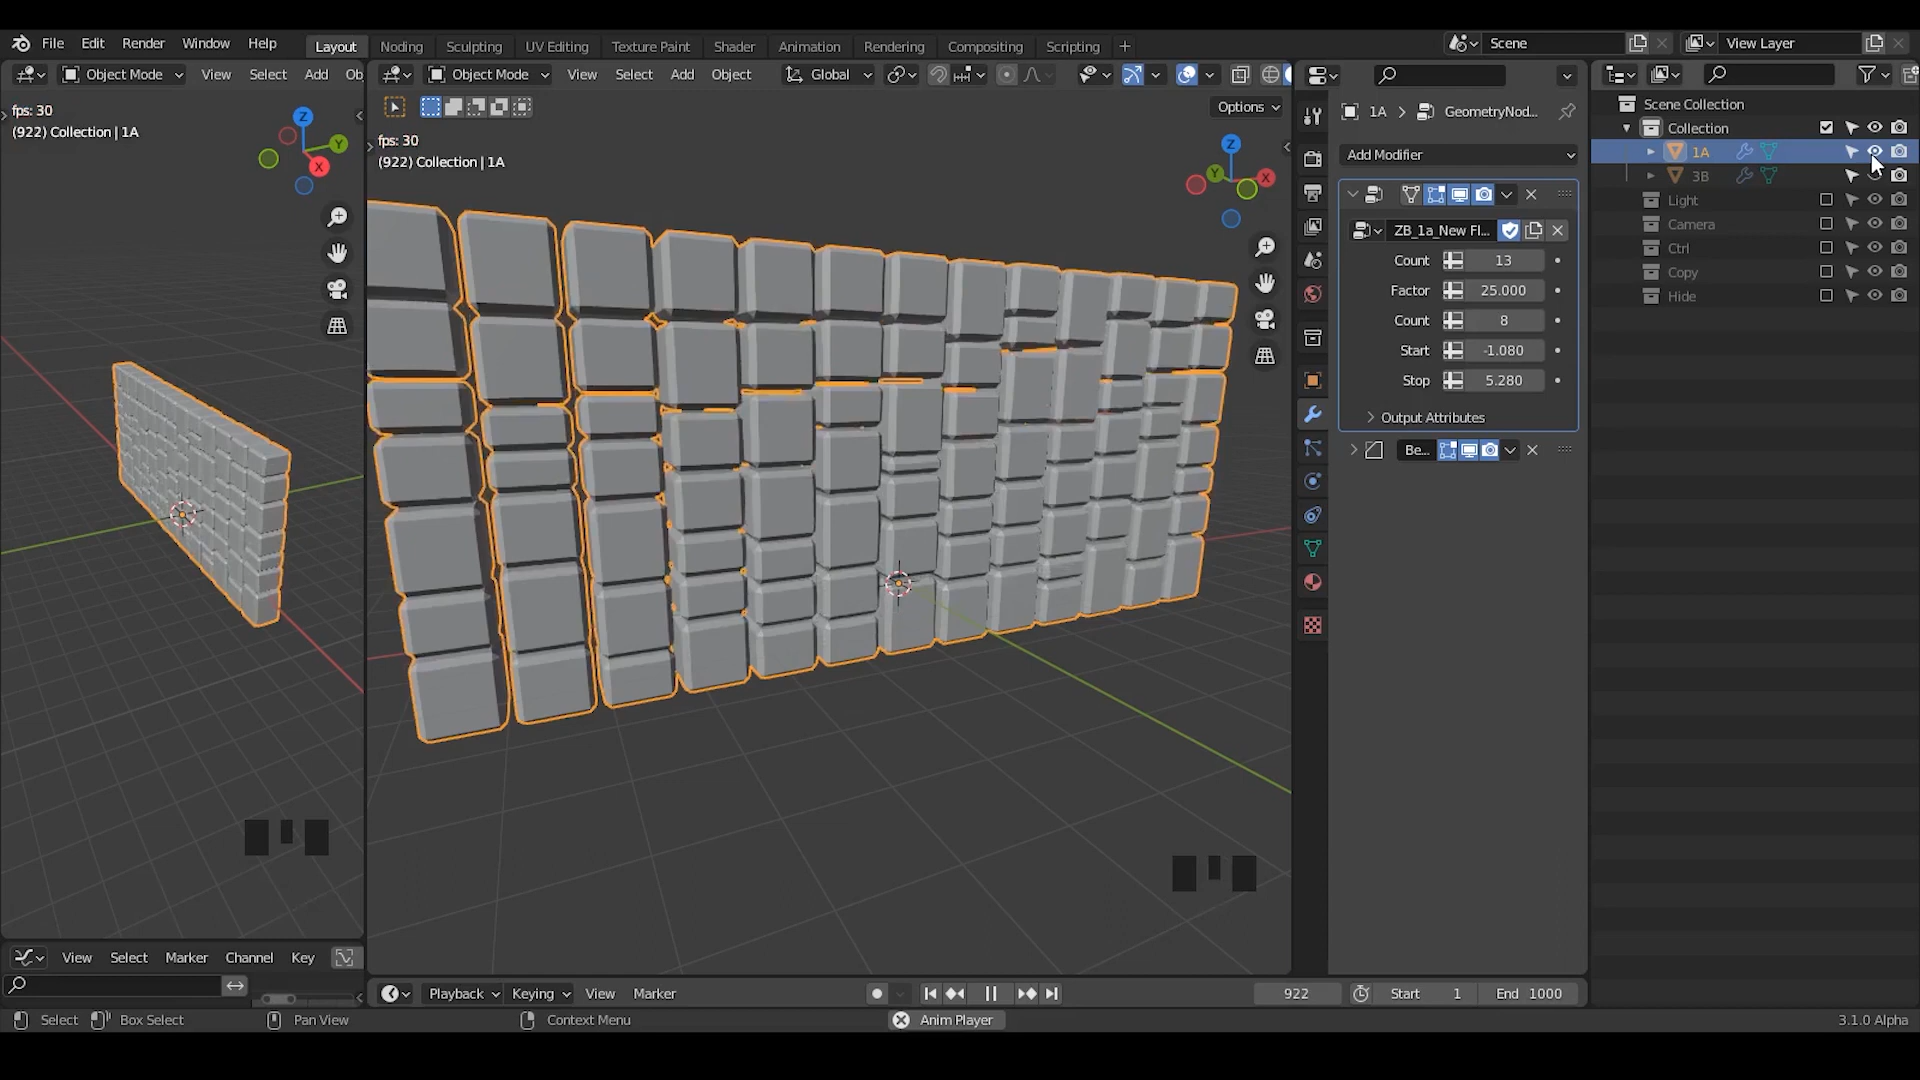 File Edit Render Window Help Layout Noding Sculpting UV Editing Texture Paint Shader Animation Rendering Compositing Scripting + Scene View Layer
Object Mode View Select Add Ob
Object Mode View Select Add Object Global
Options
fps: 30
(922) Collection | 1A
fps: 30
(922) Collection | 1A
Z
Y
X
Z
Y
X
1A > GeometryNod...
Add Modifier
ZB_1a_New Fl...
Count 13
Factor 25.000
Count 8
Start -1.080
Stop 5.280
Output Attributes
Be...
Scene Collection
Collection
1A
3B
Light
Camera
Ctrl
Copy
Hide
View Select Marker Channel Key
Playback Keying View Marker 922 Start 1 End 1000
Select Box Select Pan View Context Menu Anim Player 3.1.0 Alpha